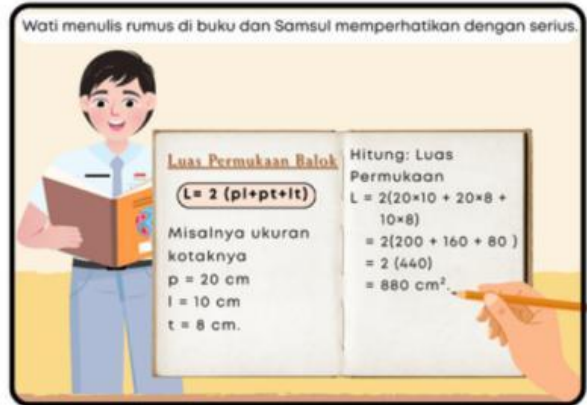 Wati menulis rumus di buku dan Samsul memperhatikan dengan serius.
Luas Permukaan Balok
L= 2 (pl+pt+lt)
Misalnya ukuran
kotaknya
p = 20 cm
l = 10 cm
t = 8 cm.
Hitung: Luas
Permukaan
L = 2(20×10 + 20×8 +
10×8)
= 2(200 + 160 + 80 )
= 2 (440)
= 880 cm².